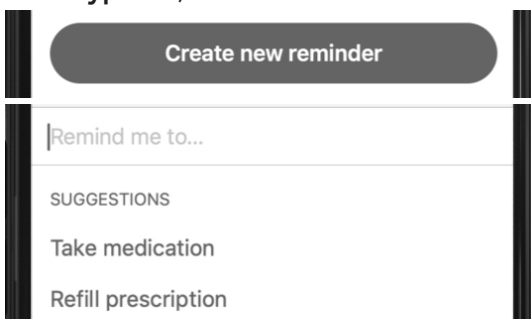 Create new reminder
Remind me to...
SUGGESTIONS
Take medication
Refill prescription